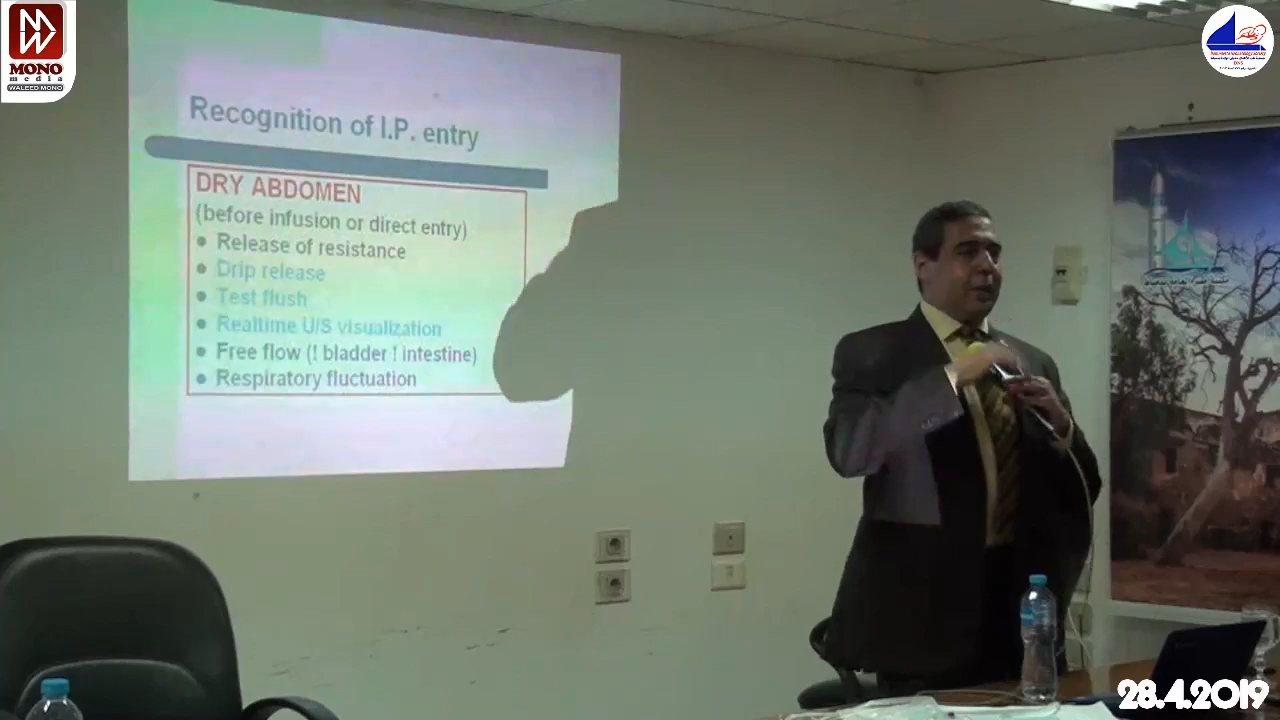 MONO
media
WALEED MONO
Recognition of I.P. entry
DRY ABDOMEN
(before infusion or direct entry)
• Release of resistance
• Drip release
• Test flush
• Realtime U/S visualization
• Free flow (! bladder ! intestine)
• Respiratory fluctuation
DNS
28.4.2019